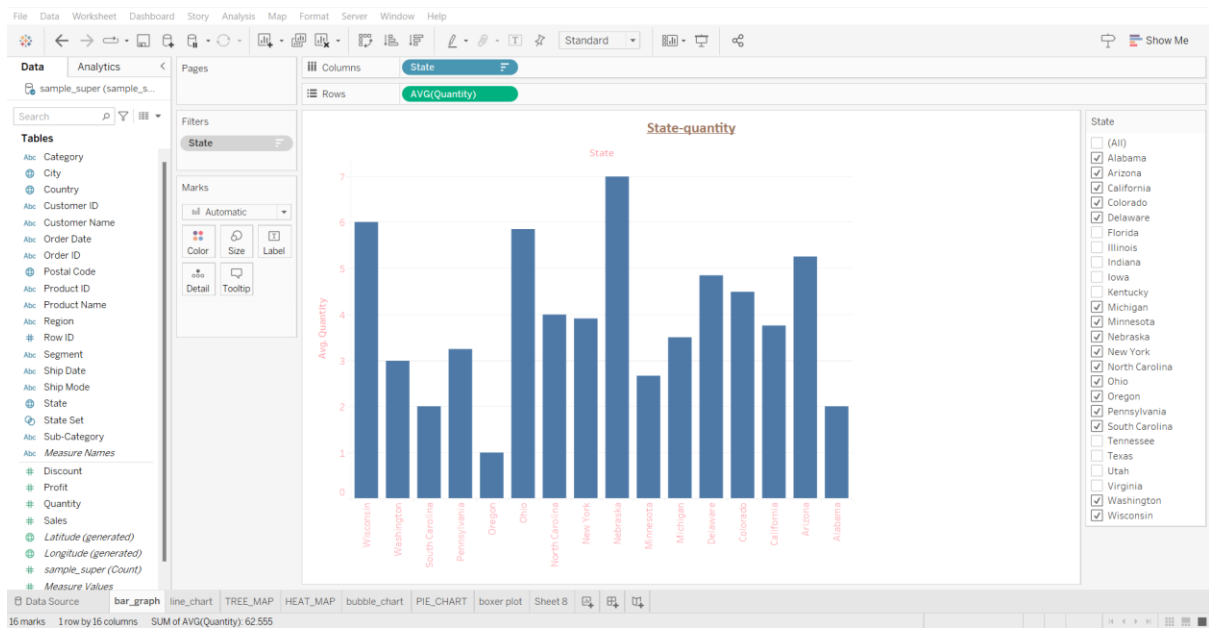 File Data Worksheet Dashboard Story Analysis Map Format Server Window Help
Standard
Show Me
Data Analytics
sample_super (sample_s...
Search
Tables
Abc Category
City
Country
Abc Customer ID
Abc Customer Name
Abc Order Date
Abc Order ID
Postal Code
Abc Product ID
Abc Product Name
Abc Region
# Row ID
Abc Segment
Abc Ship Date
Abc Ship Mode
State
State Set
Abc Sub-Category
Abc Measure Names
# Discount
# Profit
# Quantity
# Sales
Latitude (generated)
Longitude (generated)
# sample_super (Count)
# Measure Values
Pages
Filters
State
Marks
Automatic
Color Size Label
Detail Tooltip
Columns State
Rows AVG(Quantity)
State-quantity
State
7
6
5
4
3
2
1
0
Avg. Quantity
Wisconsin
Washington
South Carolina
Pennsylvania
Oregon
Ohio
North Carolina
New York
Nebraska
Minnesota
Michigan
Delaware
Colorado
California
Arizona
Alabama
State
(All)
Alabama
Arizona
California
Colorado
Delaware
Florida
Illinois
Indiana
Iowa
Kentucky
Michigan
Minnesota
Nebraska
New York
North Carolina
Ohio
Oregon
Pennsylvania
South Carolina
Tennessee
Texas
Utah
Virginia
Washington
Wisconsin
Data Source bar_graph line_chart TREE_MAP HEAT_MAP bubble_chart PIE_CHART boxer plot Sheet 8
16 marks 1 row by 16 columns SUM of AVG(Quantity): 62.555